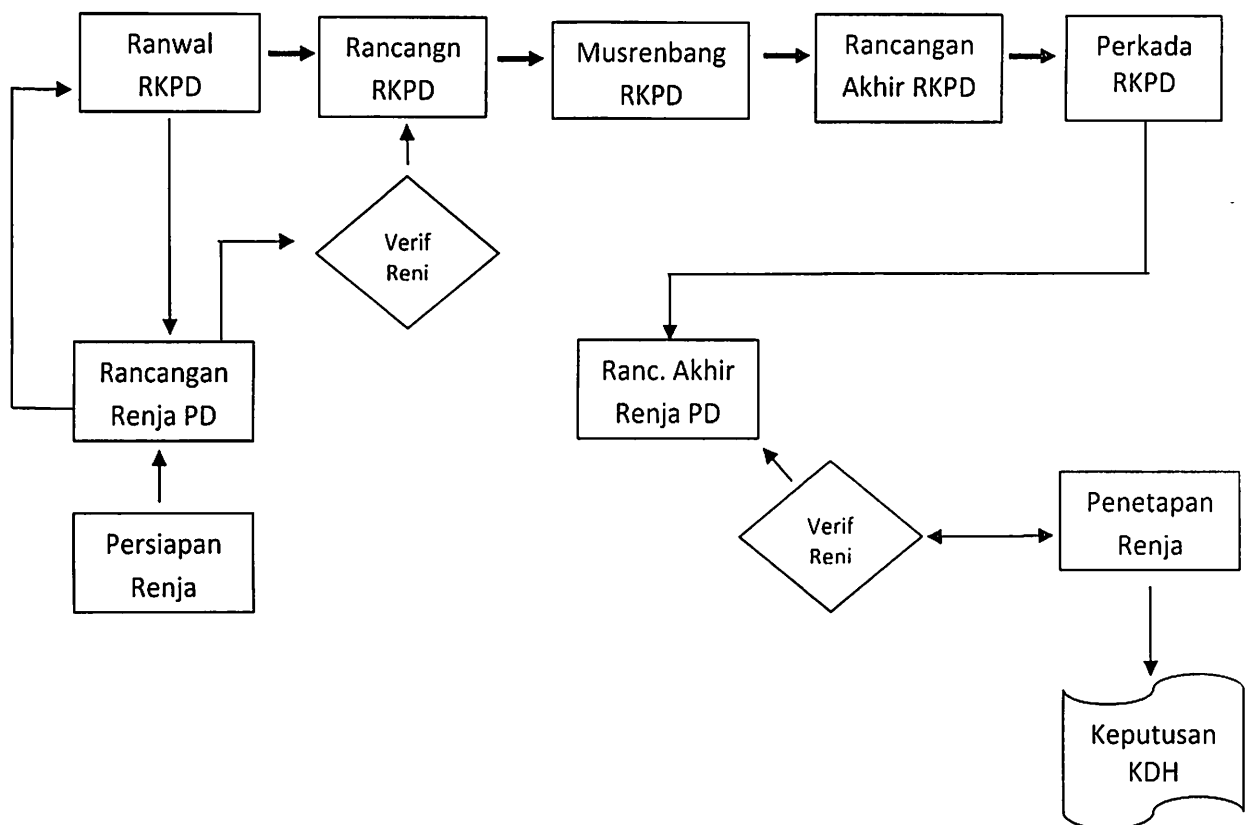 Ranwal
RKPD
Rancangn
RKPD
Musrenbang
RKPD
Rancangan
Akhir RKPD
Perkada
RKPD
Verif
Reni
Rancangan
Renja PD
Ranc. Akhir
Renja PD
Persiapan
Renja
Verif
Reni
Penetapan
Renja
Keputusan
KDH